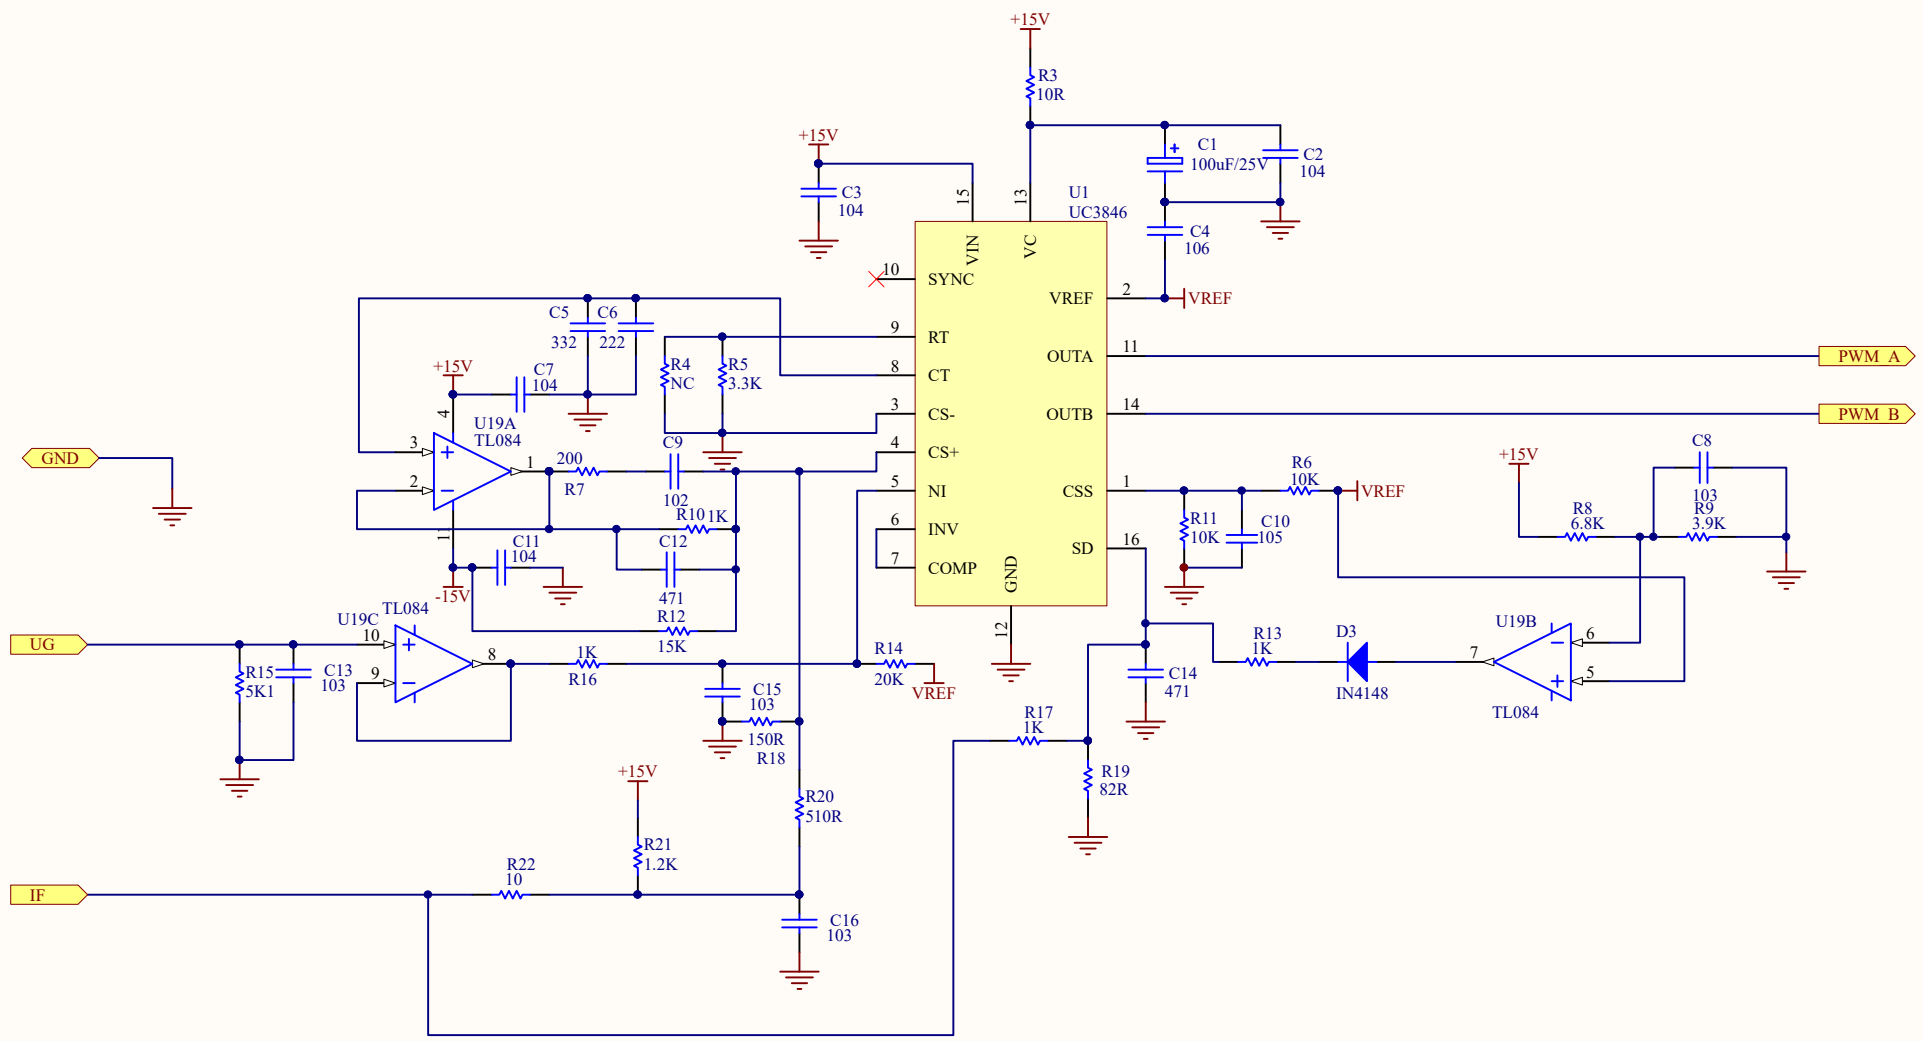 +15V
R3
10R
+15V
C3
104
C1
100uF/25V
C2
104
C4
106
U1
UC3846
15
VIN
13
VC
10
SYNC
VREF
2
VREF
C5
332
C6
222
9
RT
R4
NC
R5
3.3K
OUTA
11
PWM_A
8
CT
+15V
C7
104
4
3
CS-
OUTB
14
PWM_B
U19A
TL084
3
+
1
2
−
11
GND
200
R7
C9
102
4
CS+
5
NI
CSS
1
R6
10K
VREF
+15V
C8
103
R8
6.8K
R9
3.9K
R10
1K
6
INV
R11
10K
C10
105
SD
16
7
COMP
GND
12
C11
104
-15V
C12
471
R12
15K
U19C
TL084
UG
10
+
8
9
−
R15
5K1
C13
103
1K
R16
C15
103
R14
20K
VREF
150R
R18
C14
471
R13
1K
D3
IN4148
U19B
7
−
6
+
5
TL084
R17
1K
R19
82R
+15V
R21
1.2K
R20
510R
IF
R22
10
C16
103